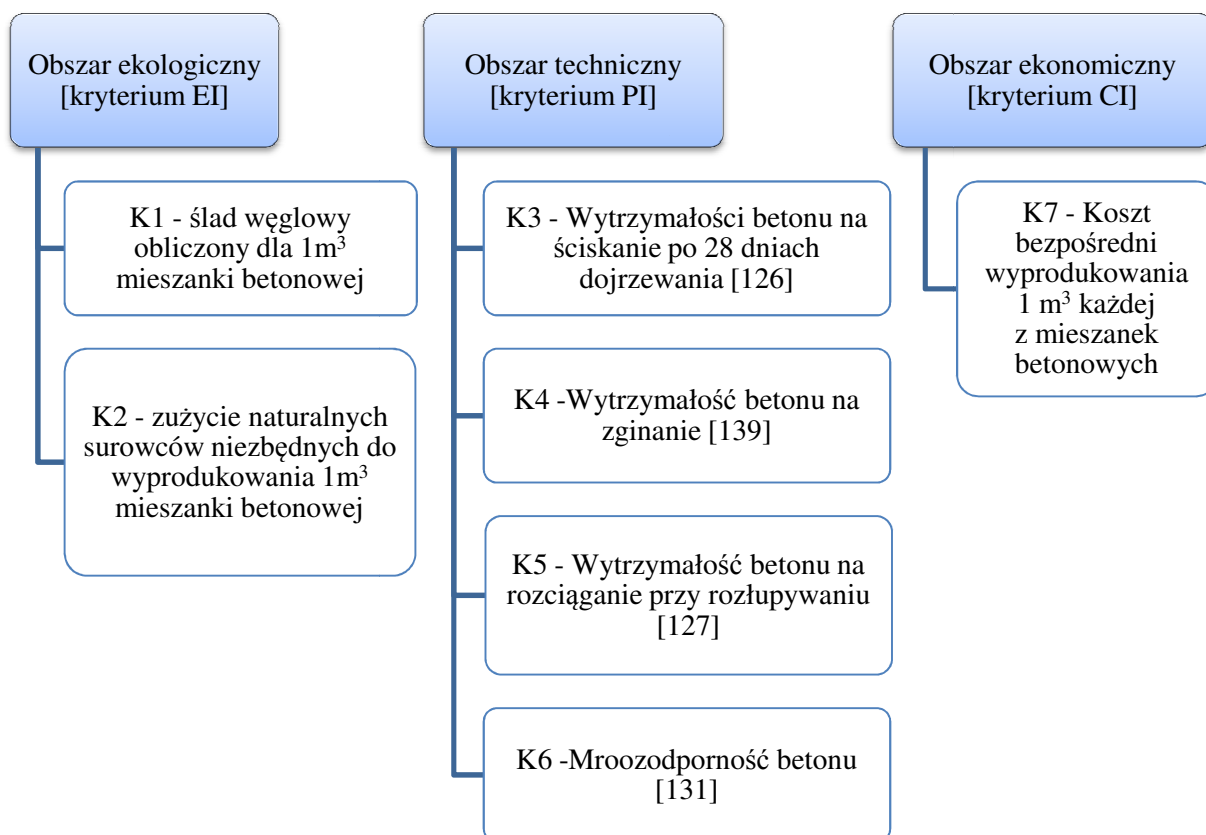 Obszar ekologiczny
[kryterium EI]
K1 - ślad węglowy
obliczony dla 1m³
mieszanki betonowej
K2 - zużycie naturalnych
surowców niezbędnych do
wyprodukowania 1m³
mieszanki betonowej
Obszar techniczny
[kryterium PI]
K3 - Wytrzymałości betonu na
ściskanie po 28 dniach
dojrzewania [126]
K4 -Wytrzymałość betonu na
zginanie [139]
K5 - Wytrzymałość betonu na
rozciąganie przy rozłupywaniu
[127]
K6 -Mroozodporność betonu
[131]
Obszar ekonomiczny
[kryterium CI]
K7 - Koszt
bezpośredni
wyprodukowania
1 m³ każdej
z mieszanek
betonowych